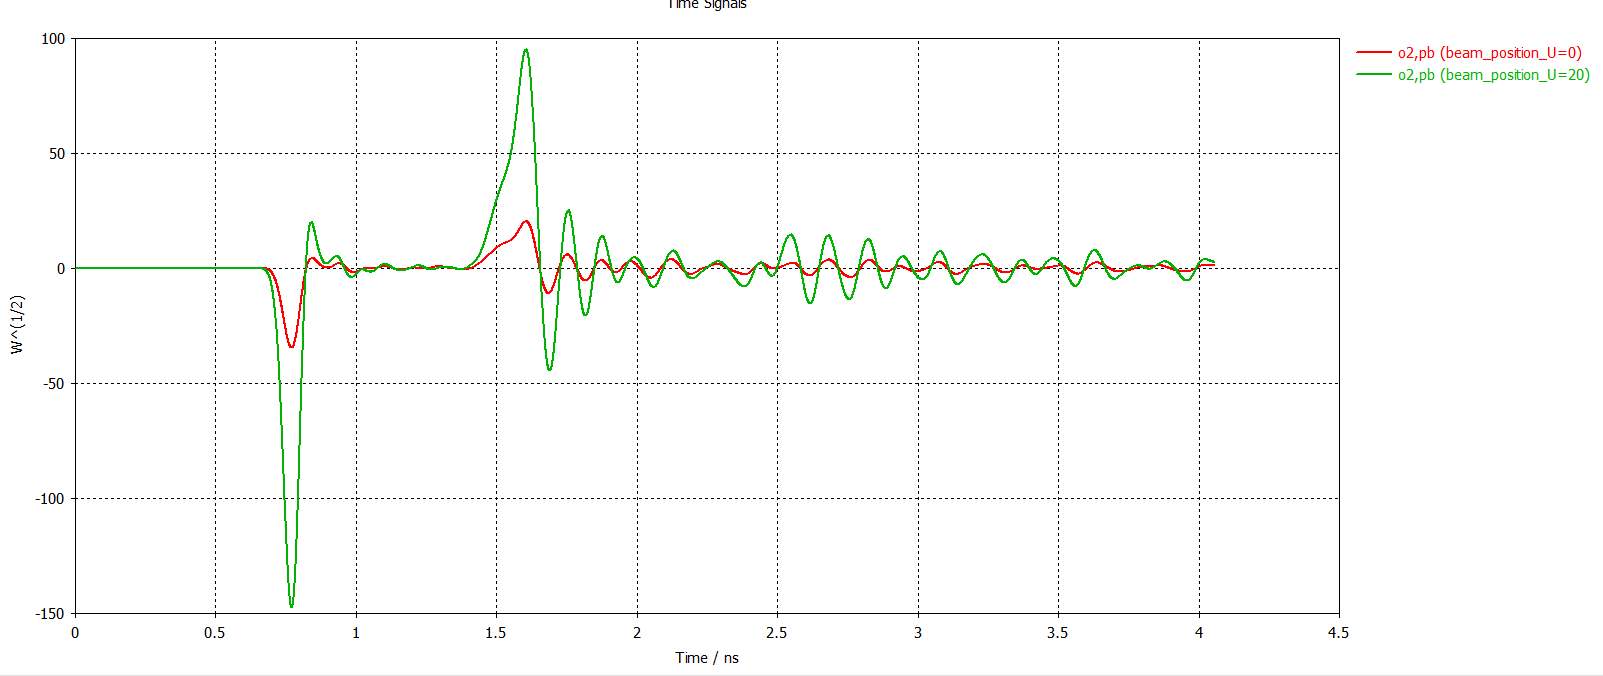 Time Signals
100
50
0
-50
-100
-150
W^(1/2)
0 0.5 1 1.5 2 2.5 3 3.5 4 4.5
Time / ns
o2,pb (beam_position_U=0)
o2,pb (beam_position_U=20)